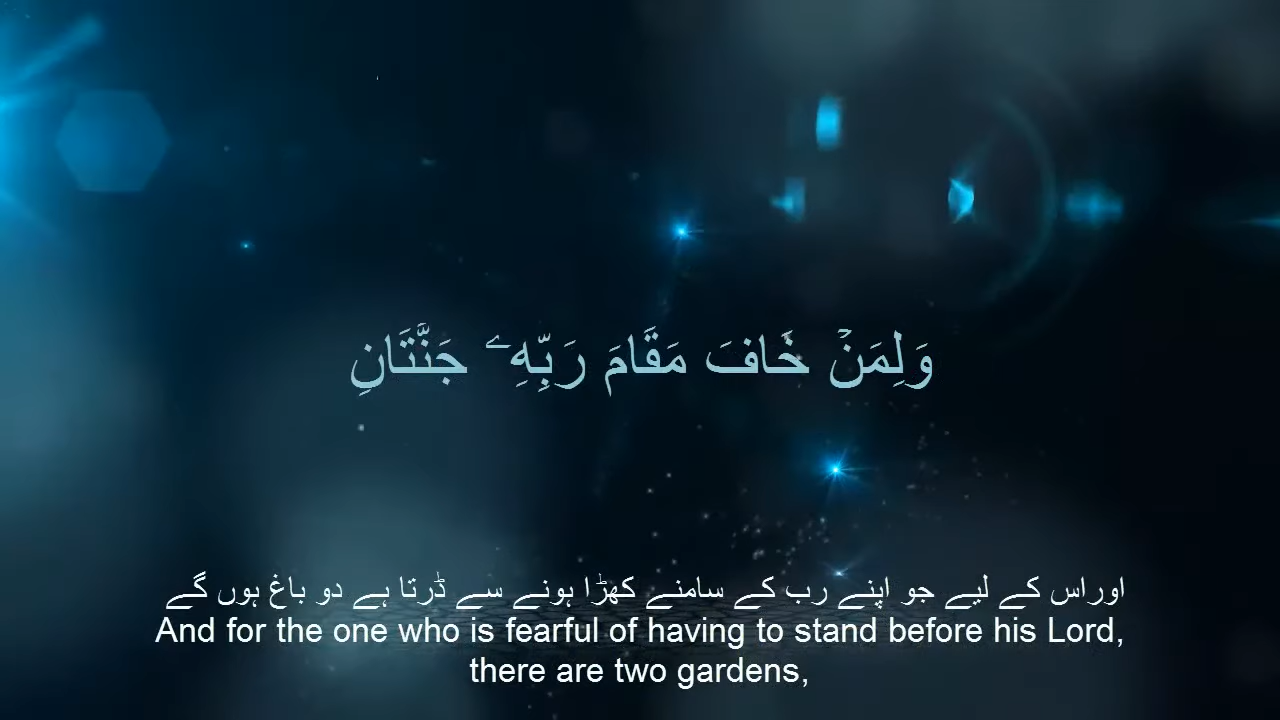 وَلِمَنۡ خَافَ مَقَامَ رَبِّهِۦ جَنَّتَانِ
اوراس کے لیے جو اپنے رب کے سامنے کھڑا ہونے سے ڈرتا ہے دو باغ ہوں گے
And for the one who is fearful of having to stand before his Lord,
there are two gardens,